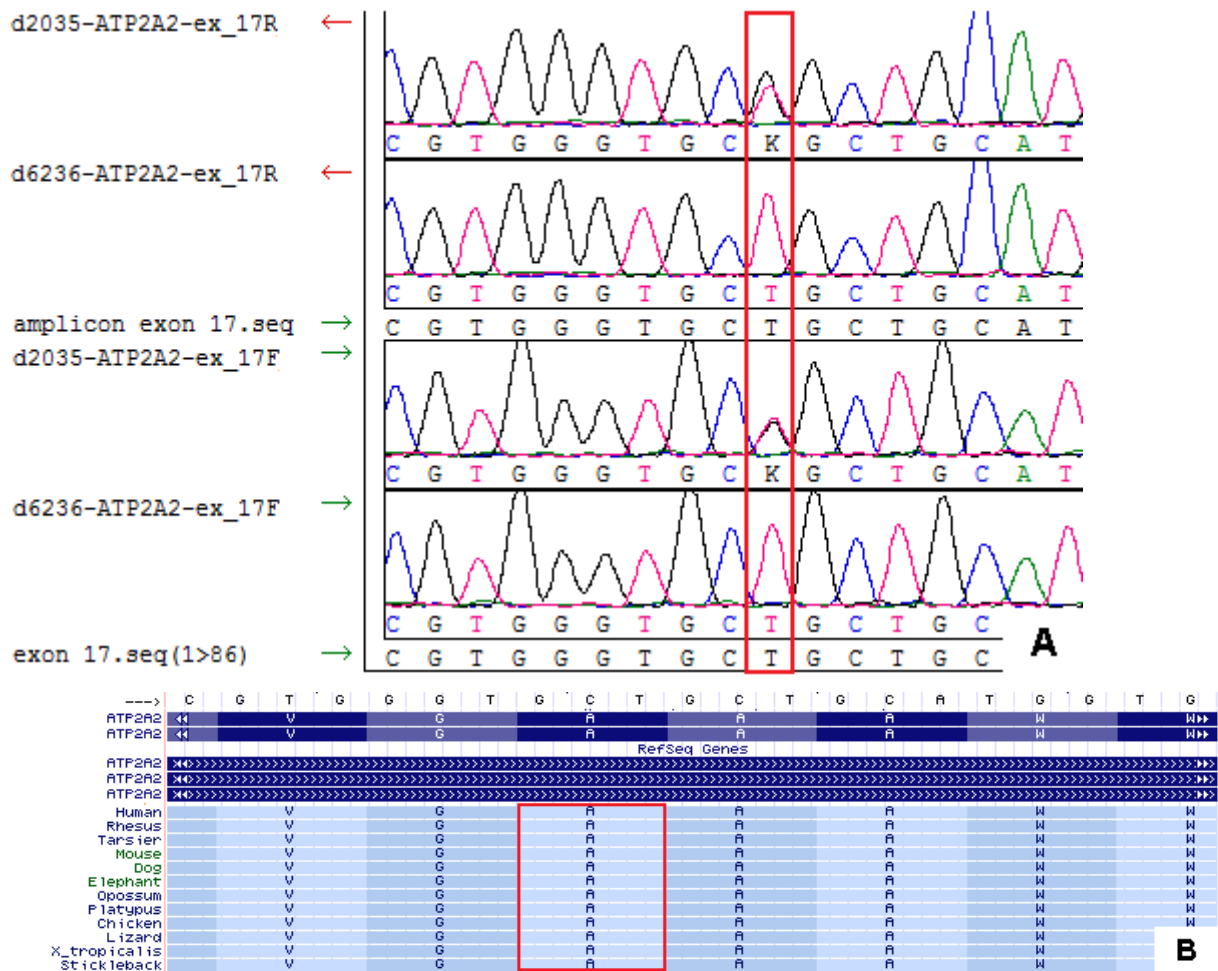 d2035-ATP2A2-ex_17R ←
C G T G G G T G C K G C T G C A T
d6236-ATP2A2-ex_17R ←
C G T G G G T G C T G C T G C A T
amplicon exon 17.seq → C G T G G G T G C T G C T G C A T
d2035-ATP2A2-ex_17F →
C G T G G G T G C K G C T G C A T
d6236-ATP2A2-ex_17F →
C G T G G G T G C T G C T G C
exon 17.seq(1>86) → C G T G G G T G C T G C T G C
A
---> C G T G G G T G C T G C T G C A T G G T G
ATP2A2 V G A A A W W
ATP2A2 V G A A A W W
RefSeq Genes
ATP2A2
ATP2A2
ATP2A2
Human V G A A A W W
Rhesus V G A A A W W
Tarsier V G A A A W W
Mouse V G A A A W W
Dog V G A A A W W
Elephant V G A A A W W
Opossum V G A A A W W
Platypus V G A A A W W
Chicken V G A A A W W
Lizard V G A A A W W
X_tropicalis V G A A A W
Stickleback V G A A A W
B